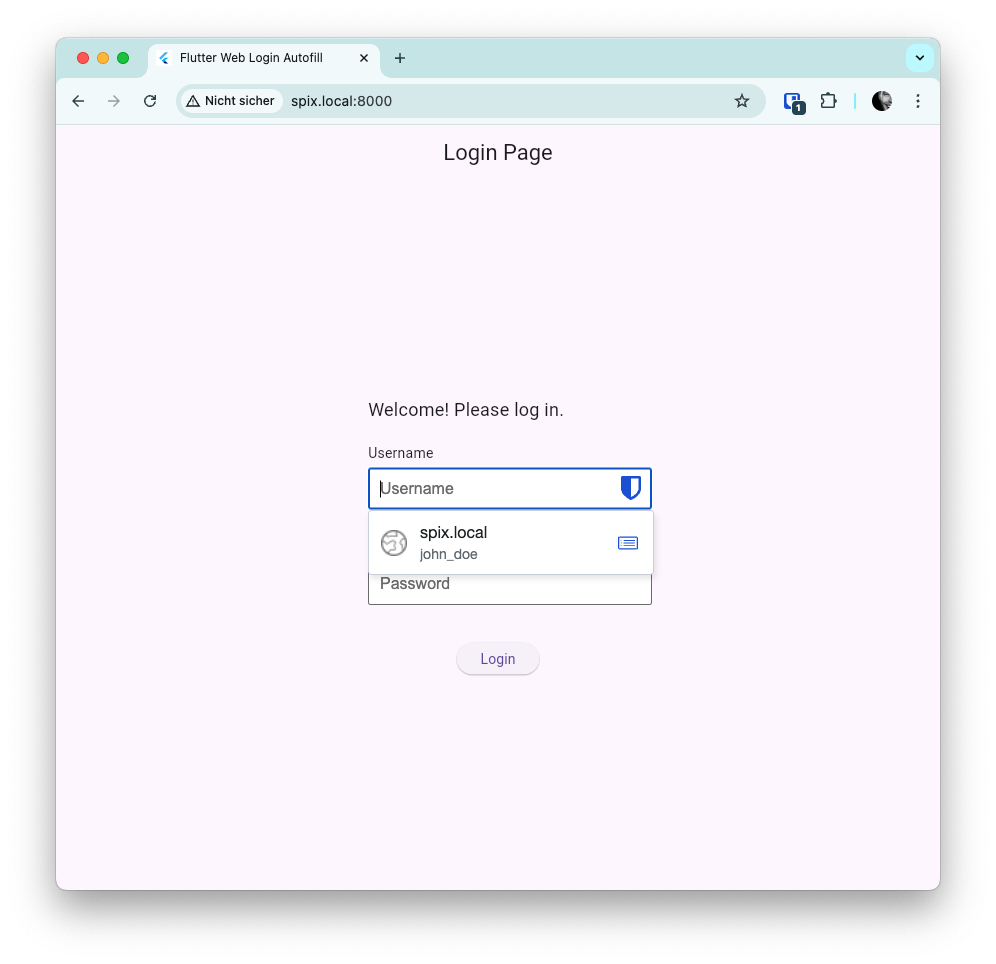 Flutter Web Login Autofill
Nicht sicher spix.local:8000
1
Login Page
Welcome! Please log in.
Username
Username
spix.local
john_doe
Password
Login